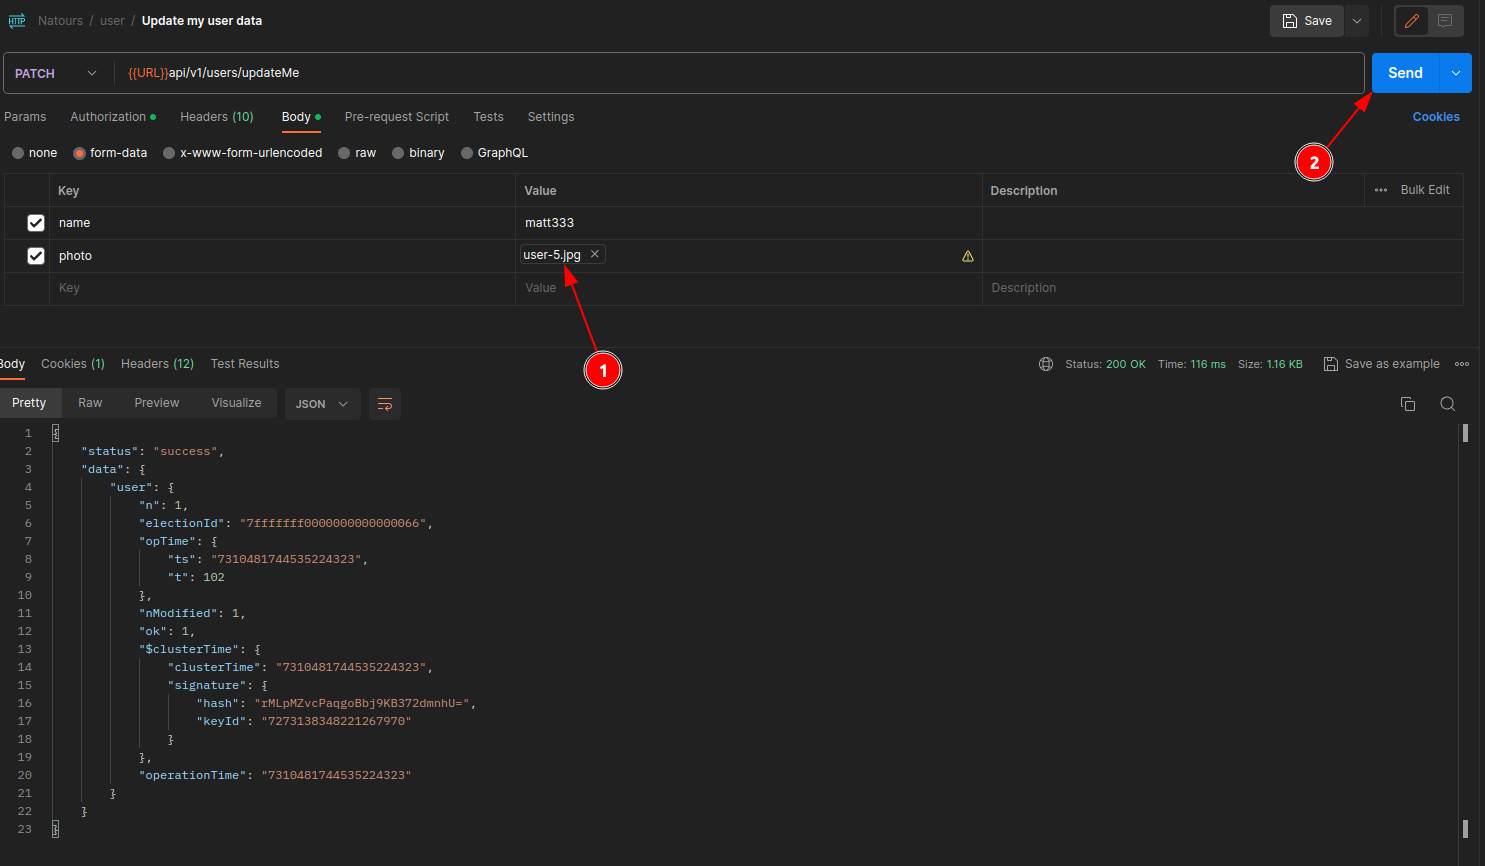 HTTP Natours / user / Update my user data
Save
PATCH
{{URL}}api/v1/users/updateMe
Send
Params Authorization Headers (10) Body Pre-request Script Tests Settings Cookies
none form-data x-www-form-urlencoded raw binary GraphQL
2
Key Value Description ••• Bulk Edit
name matt333
photo user-5.jpg
Key Value Description
1
Body Cookies (1) Headers (12) Test Results Status: 200 OK Time: 116 ms Size: 1.16 KB Save as example
Pretty Raw Preview Visualize JSON
1 {
2 "status": "success",
3 "data": {
4 "user": {
5 "n": 1,
6 "electionId": "7fffffff0000000000000066",
7 "opTime": {
8 "ts": "7310481744535224323",
9 "t": 102
10 },
11 "nModified": 1,
12 "ok": 1,
13 "$clusterTime": {
14 "clusterTime": "7310481744535224323",
15 "signature": {
16 "hash": "rMLpMZvcPaqgoBbj9KB372dmnhU=",
17 "keyId": "7273138348221267970"
18 }
19 },
20 "operationTime": "7310481744535224323"
21 }
22 }
23 }